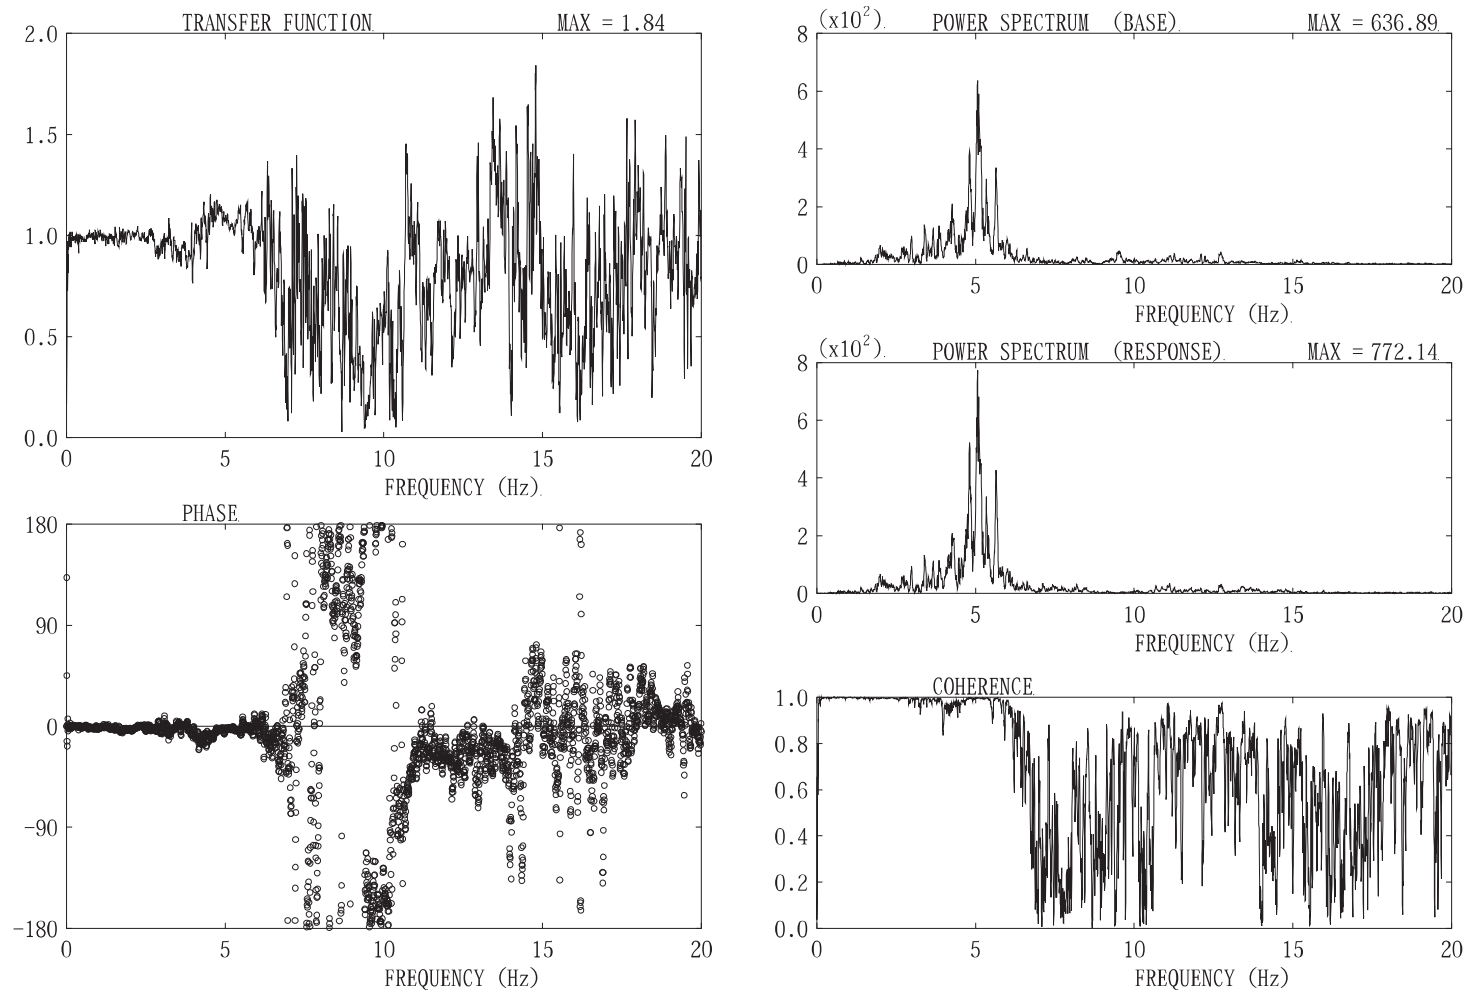 TRANSFER FUNCTION. MAX = 1.84
2.0
1.5
1.0
0.5
0.0
0 5 10 15 20
FREQUENCY (Hz).
PHASE.
180
90
0
-90
-180
0 5 10 15 20
FREQUENCY (Hz)
(x10²). POWER SPECTRUM (BASE). MAX = 636.89.
8
6
4
2
0
0 5 10 15 20
FREQUENCY (Hz).
(x10²). POWER SPECTRUM (RESPONSE). MAX = 772.14.
8
6
4
2
0
0 5 10 15 20
FREQUENCY (Hz).
COHERENCE.
1.0
0.8
0.6
0.4
0.2
0.0
0 5 10 15 20
FREQUENCY (Hz)